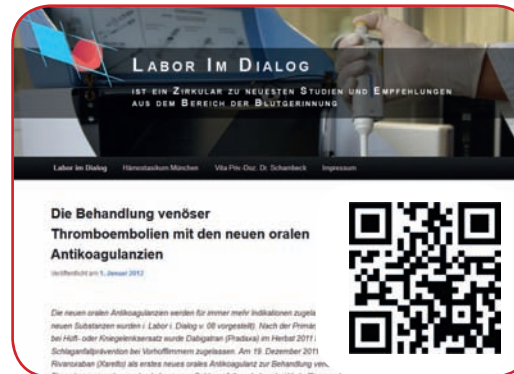 LABOR IM DIALOG
IST EIN ZIRKULAR ZU NEUESTEN STUDIEN UND EMPFEHLUNGEN
AUS DEM BEREICH DER BLUTGERINNUNG
Labor Im Dialog Hämostasikum München Vita Priv.-Doz. Dr. Schambeck Impressum
Die Behandlung venöser
Thromboembolien mit den neuen oralen
Antikoagulanzien
Veröffentlicht am 1. Januar 2012
Die neuen oralen Antikoagulanzien werden für immer mehr Indikationen zugela
neuen Substanzen wurden i. Labor i. Dialog v. 08 vorgestellt). Nach der Primär
bei Hüft- oder Kniegelenksersatz wurde Dabigatran (Pradaxa) im Herbst 2011
Schlaganfallprävention bei Vorhofflimmern zugelassen. Am 19. Dezember 2011
Rivaroxaban (Xarelto) als erstes neues orales Antikoagulanz zur Behandlung ven